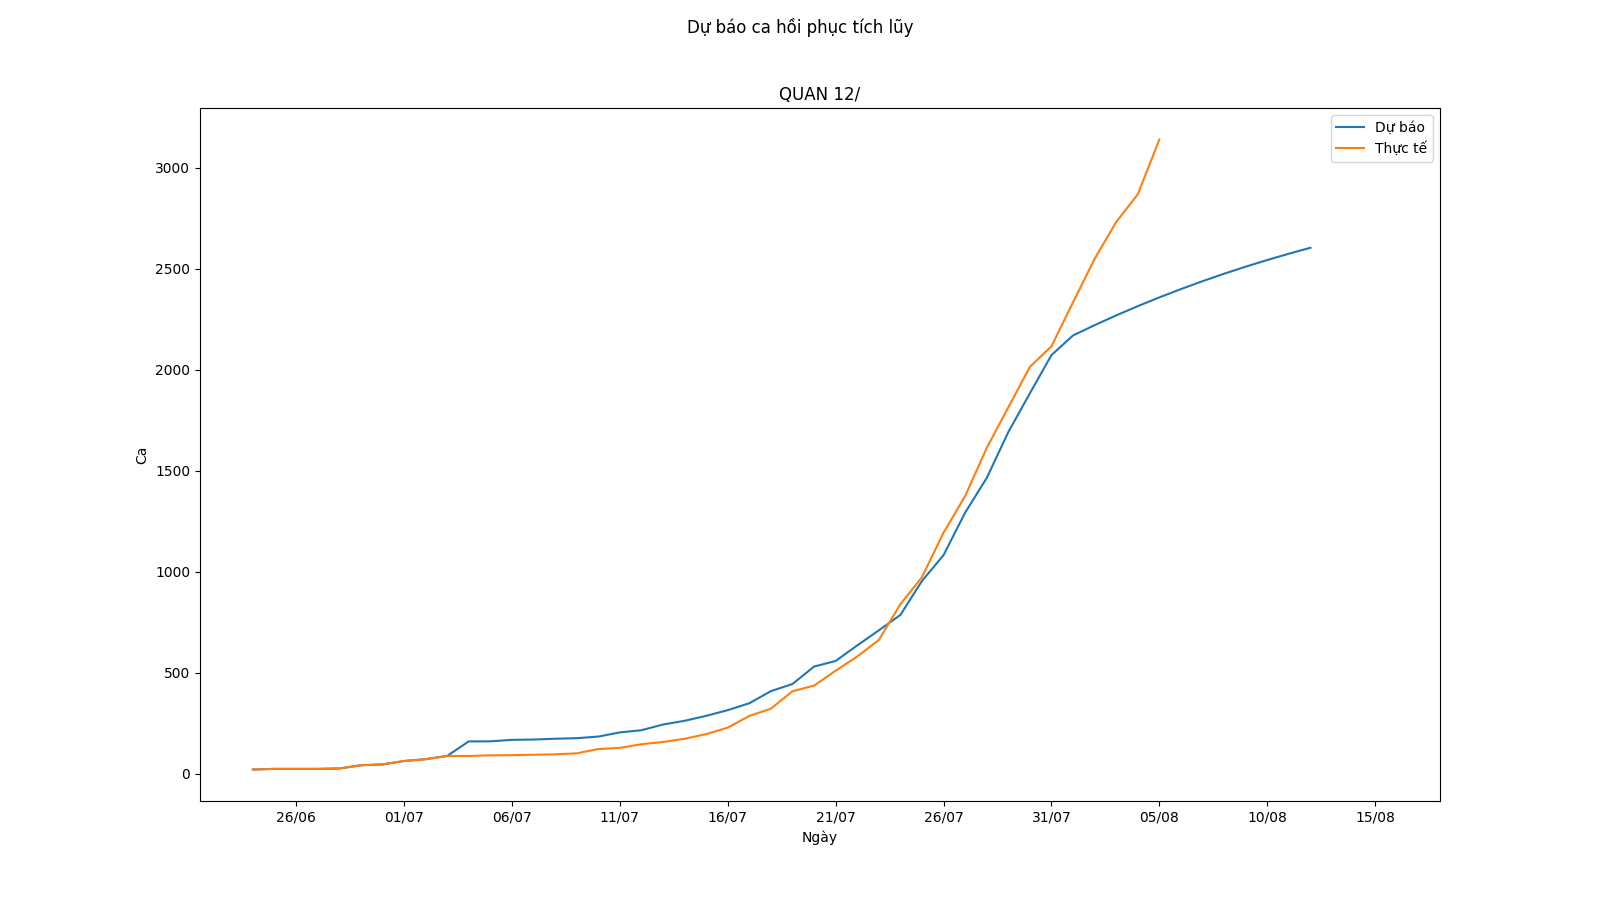 Dự báo ca hồi phục tích lũy
QUAN 12/
Dự báo
Thực tế
3000
2500
2000
1500
1000
500
0
Ca
26/06 01/07 06/07 11/07 16/07 21/07 26/07 31/07 05/08 10/08 15/08
Ngày